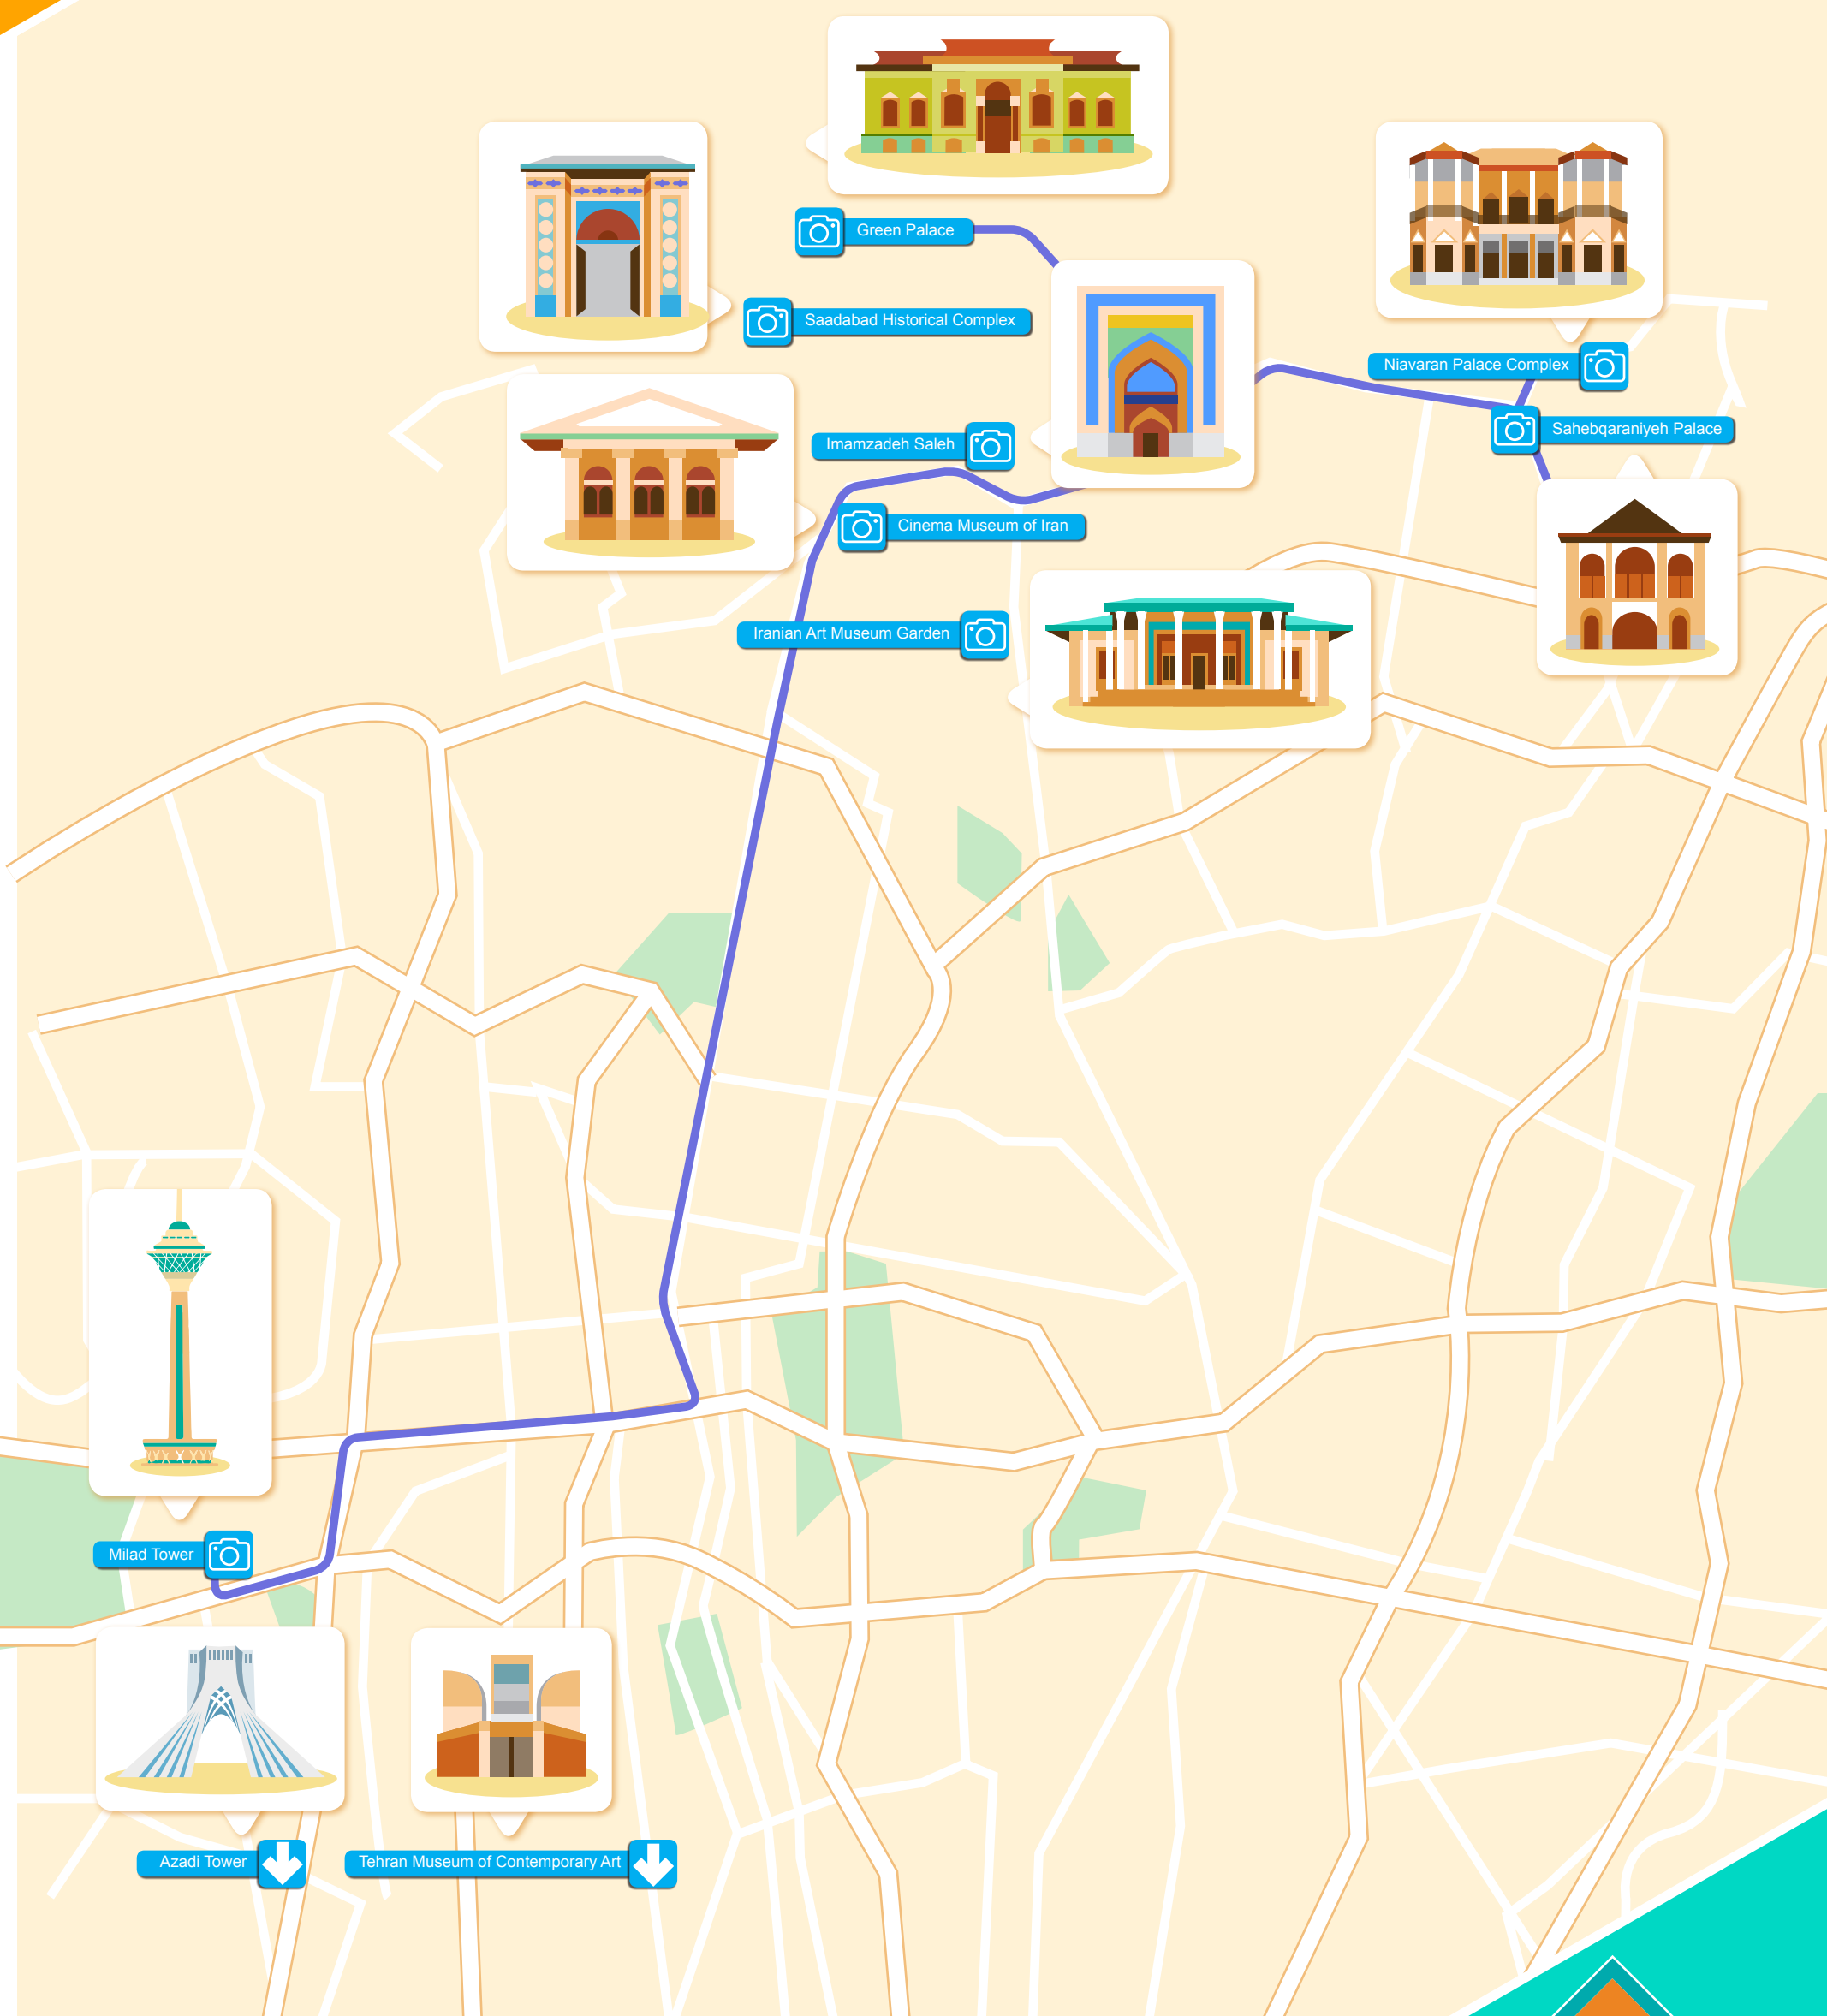 Green Palace
Saadabad Historical Complex
Niavaran Palace Complex
Sahebqaraniyeh Palace
Imamzadeh Saleh
Cinema Museum of Iran
Iranian Art Museum Garden
Milad Tower
Azadi Tower
Tehran Museum of Contemporary Art